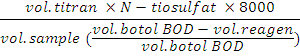 vol.titran × N − tiosulfat × 8000
vol.sample (vol.botol BOD − vol.reagen
vol.botol BOD)